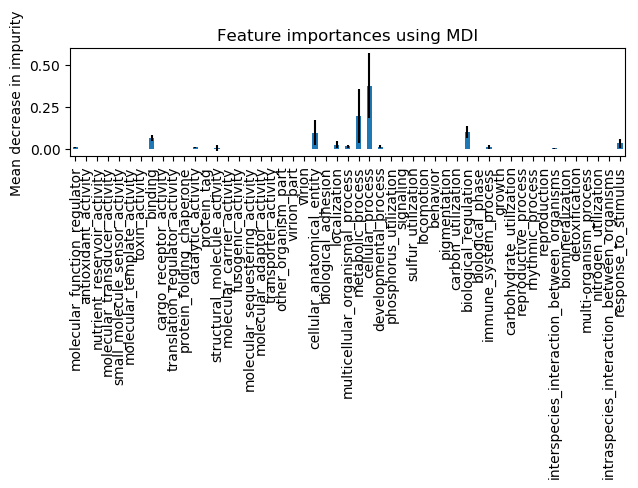 Feature importances using MDI
Mean decrease in impurity
0.50
0.25
0.00
molecular_function_regulator
antioxidant_activity
nutrient_reservoir_activity
molecular_transducer_activity
small_molecule_sensor_activity
molecular_template_activity
toxin_activity
binding
cargo_receptor_activity
translation_regulator_activity
protein_folding_chaperone
catalytic_activity
protein_tag
structural_molecule_activity
molecular_carrier_activity
fusogenic_activity
molecular_sequestering_activity
molecular_adaptor_activity
transporter_activity
other_organism_part
virion_part
virion
cellular_anatomical_entity
biological_adhesion
localization
multicellular_organismal_process
metabolic_process
cellular_process
developmental_process
phosphorus_utilization
signaling
sulfur_utilization
locomotion
behavior
pigmentation
carbon_utilization
biological_regulation
biological_phase
immune_system_process
growth
carbohydrate_utilization
reproductive_process
rhythmic_process
reproduction
interspecies_interaction_between_organisms
biomineralization
detoxification
multi-organism_process
nitrogen_utilization
intraspecies_interaction_between_organisms
response_to_stimulus